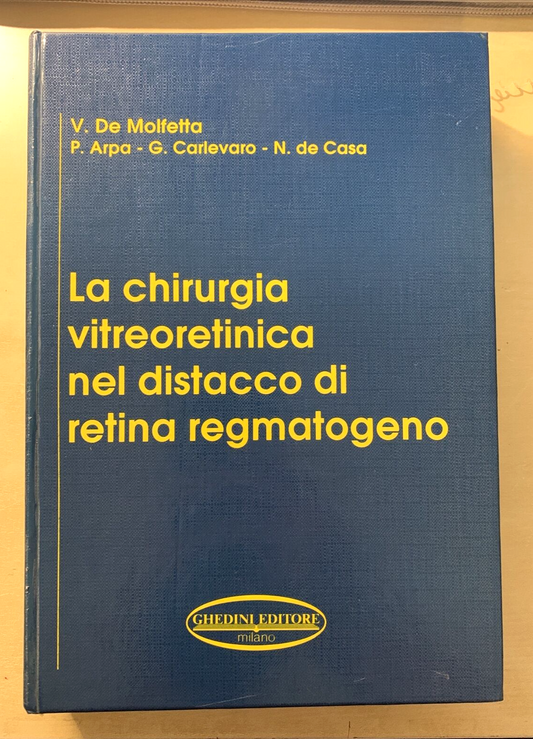 V. De Molfetta
P. Arpa - G. Carlevaro - N. de Casa
La chirurgia
vitreoretinica
nel distacco di
retina regmatogeno
GHEDINI EDITORE
milano